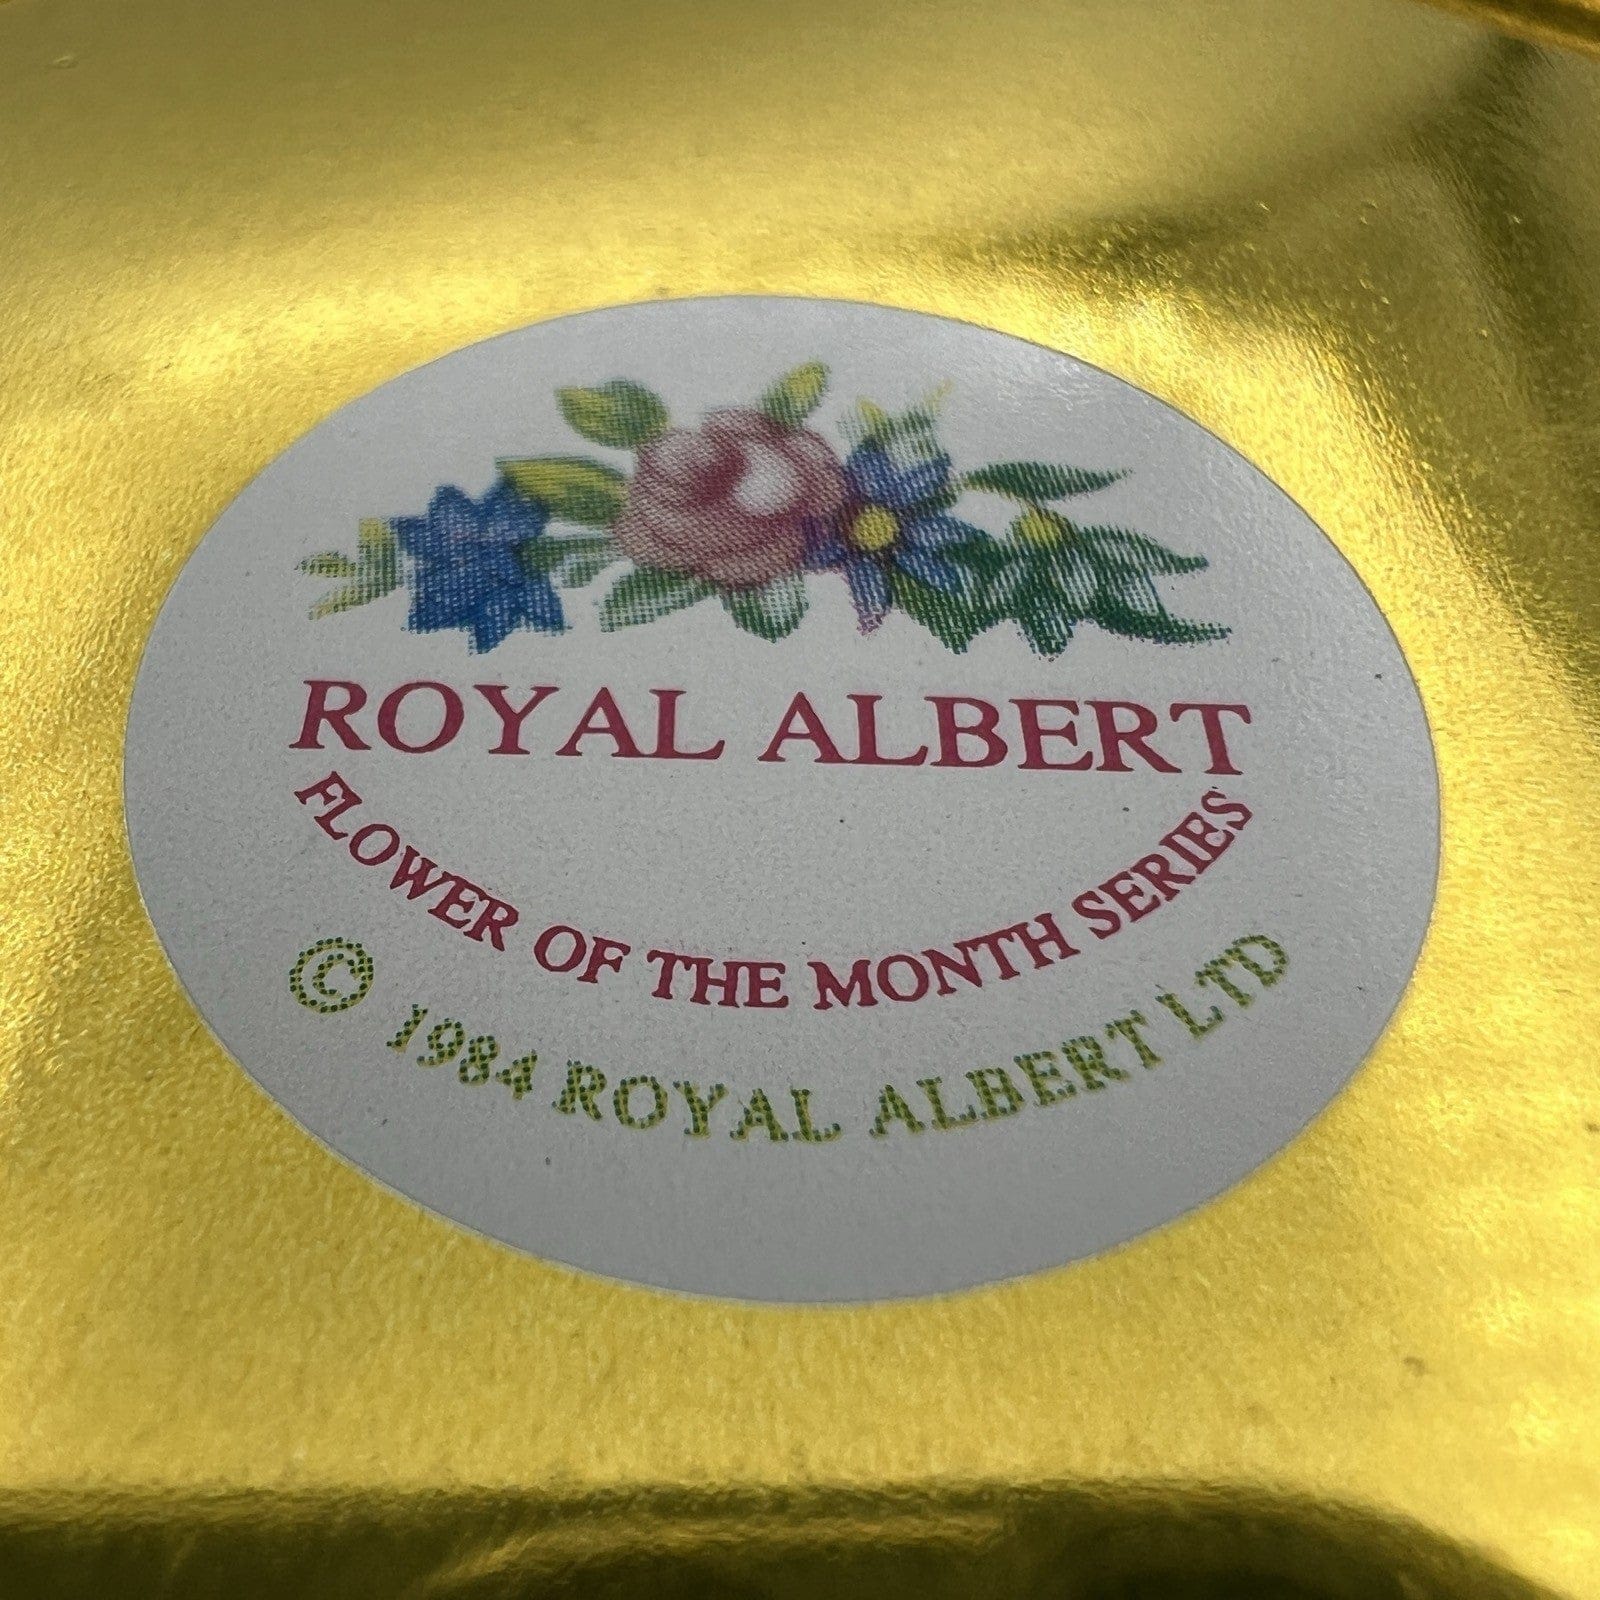 ROYAL ALBERT
FLOWER OF THE MONTH SERIES
© 1984 ROYAL ALBERT LTD